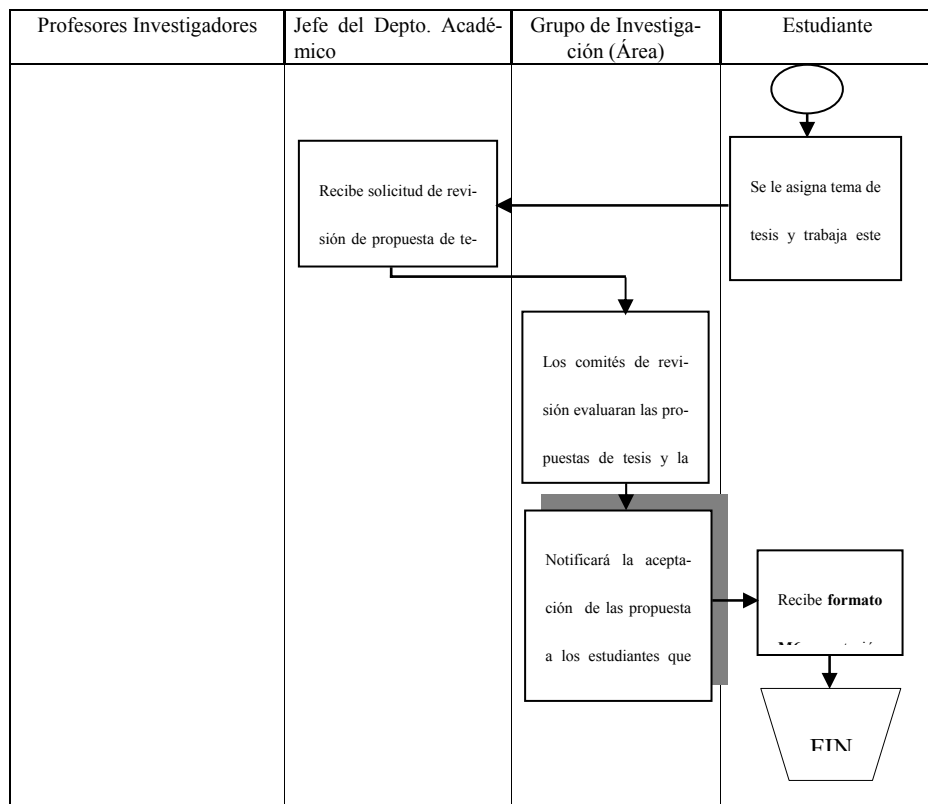 Profesores Investigadores
Jefe del Depto. Acadé-
mico
Grupo de Investiga-
ción (Área)
Estudiante
Se le asigna tema de
tesis y trabaja este
Recibe solicitud de revi-
sión de propuesta de te-
Los comités de revi-
sión evaluaran las pro-
puestas de tesis y la
Notificará la acepta-
ción de las propuesta
a los estudiantes que
Recibe formato
FIN